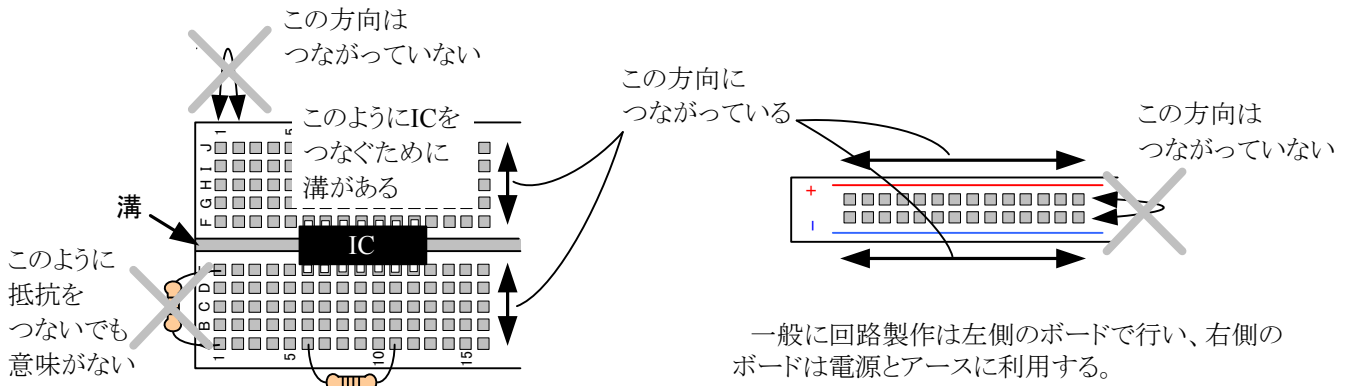 この方向は
つながっていない
このようにICを
つなぐために
溝がある
溝
IC
このように
抵抗を
つないでも
意味がない
この方向に
つながっている
この方向は
つながっていない
+
-
一般に回路製作は左側のボードで行い、右側の
ボードは電源とアースに利用する。
1
J
I
H
G
F
D
C
B
1
5
10
15